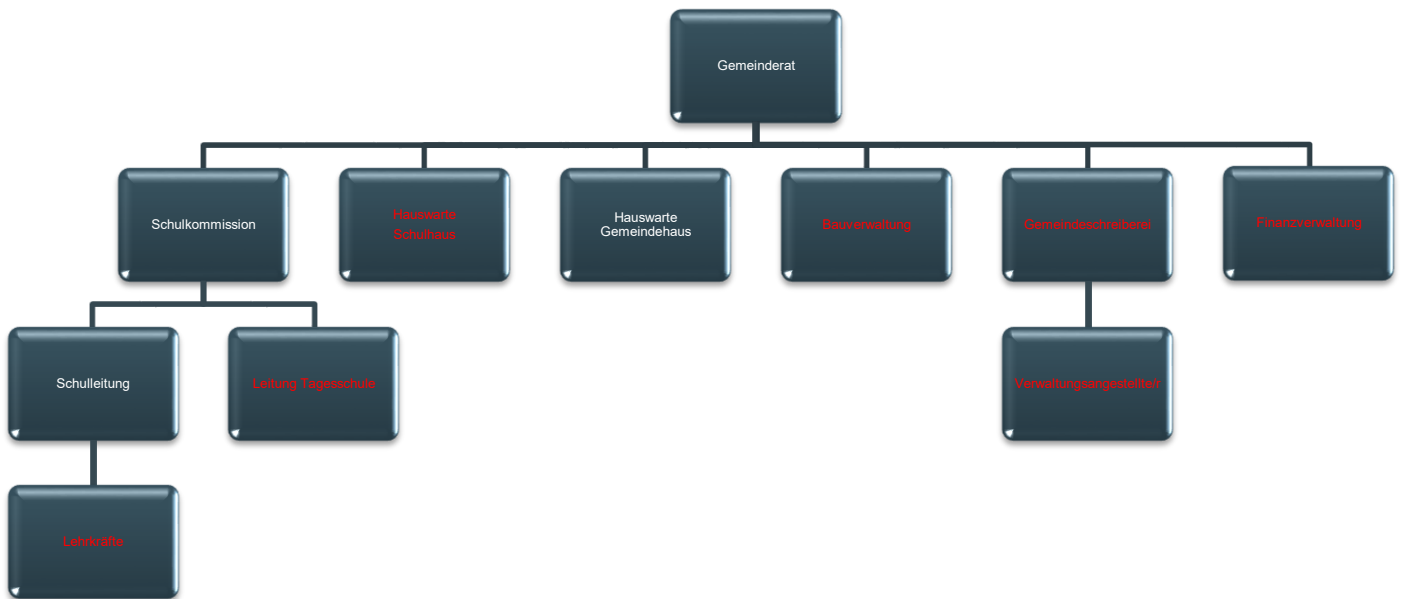 Gemeinderat
Schulkommission
Hauswarte
Schulhaus
Hauswarte
Gemeindehaus
Bauverwaltung
Gemeindeschreiberei
Finanzverwaltung
Schulleitung
Leitung Tagesschule
Verwaltungsangestellte/r
Lehrkräfte